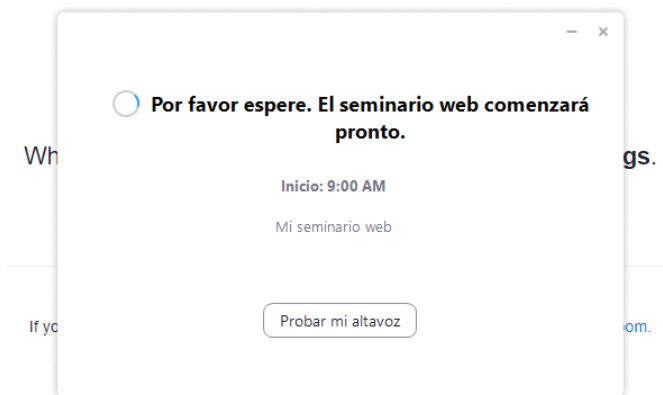 Por favor espere. El seminario web comenzará
pronto.
Wh gs.
Inicio: 9:00 AM
Mi seminario web
Probar mi altavoz
If yo om.